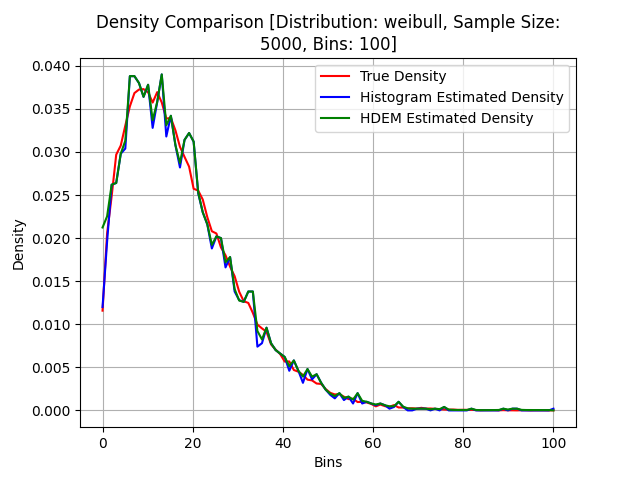 Density Comparison [Distribution: weibull, Sample Size:
5000, Bins: 100]
True Density
Histogram Estimated Density
HDEM Estimated Density
Density
0.040
0.035
0.030
0.025
0.020
0.015
0.010
0.005
0.000
0
20
40
60
80
100
Bins